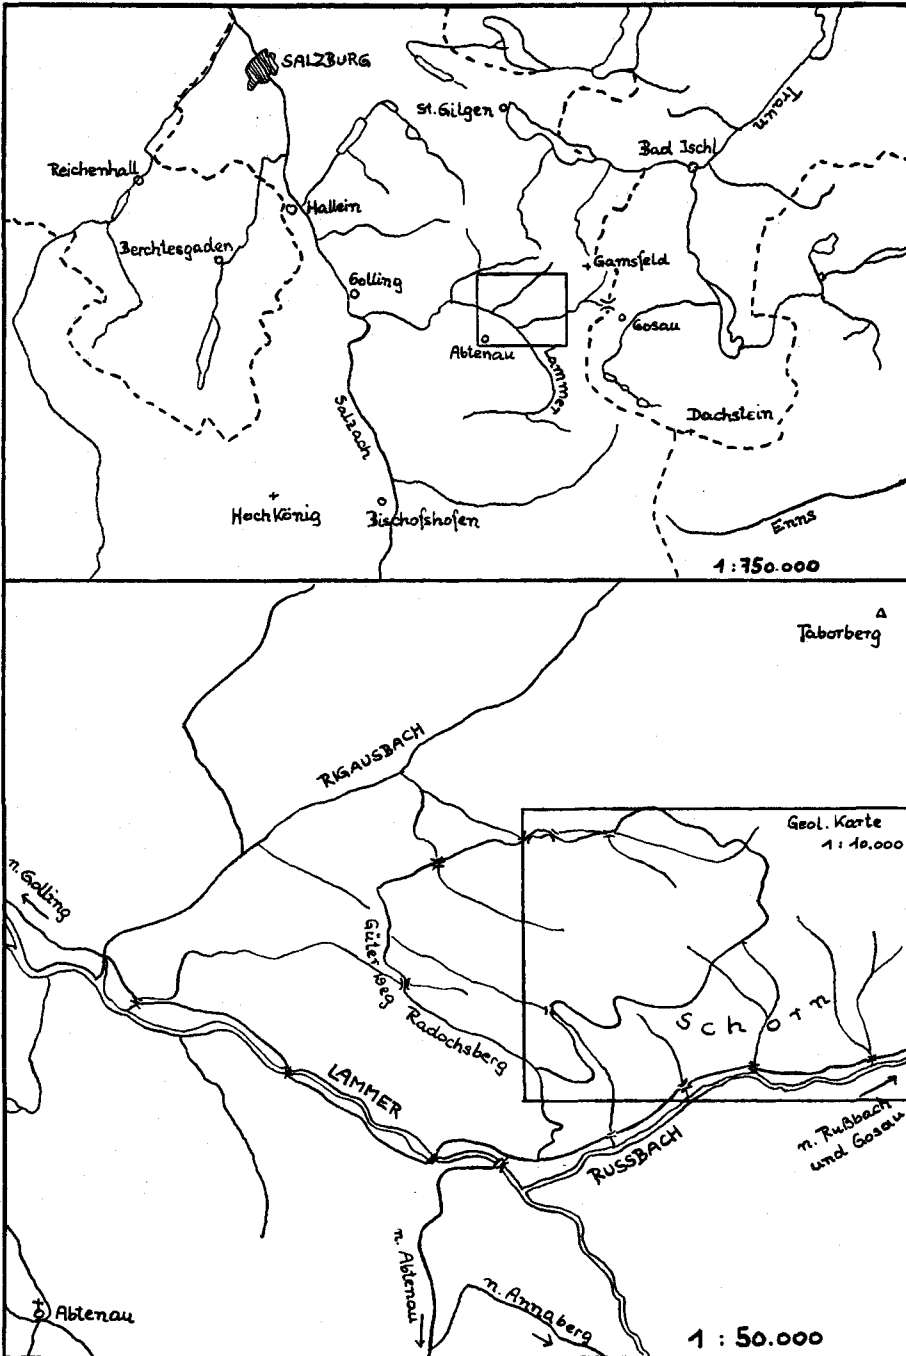 SALZBURG
St. Gilgen
Traun
Bad Ischl
Reichenhall
Hallein
Berchtesgaden
Gamsfeld
Golling
Gosau
Abtenau
Lammer
Salzach
Dachstein
Hochkönig
Bischofshofen
Enns
1:750.000
Taborberg
RIGAUSBACH
Geol. Karte
1:10.000
n. Golling
Güterweg
Radochsberg
Schorn
LAMMER
RUSSBACH
n. Rußbach
und Gosau
n. Abtenau
n. Annaberg
Abtenau
1:50.000